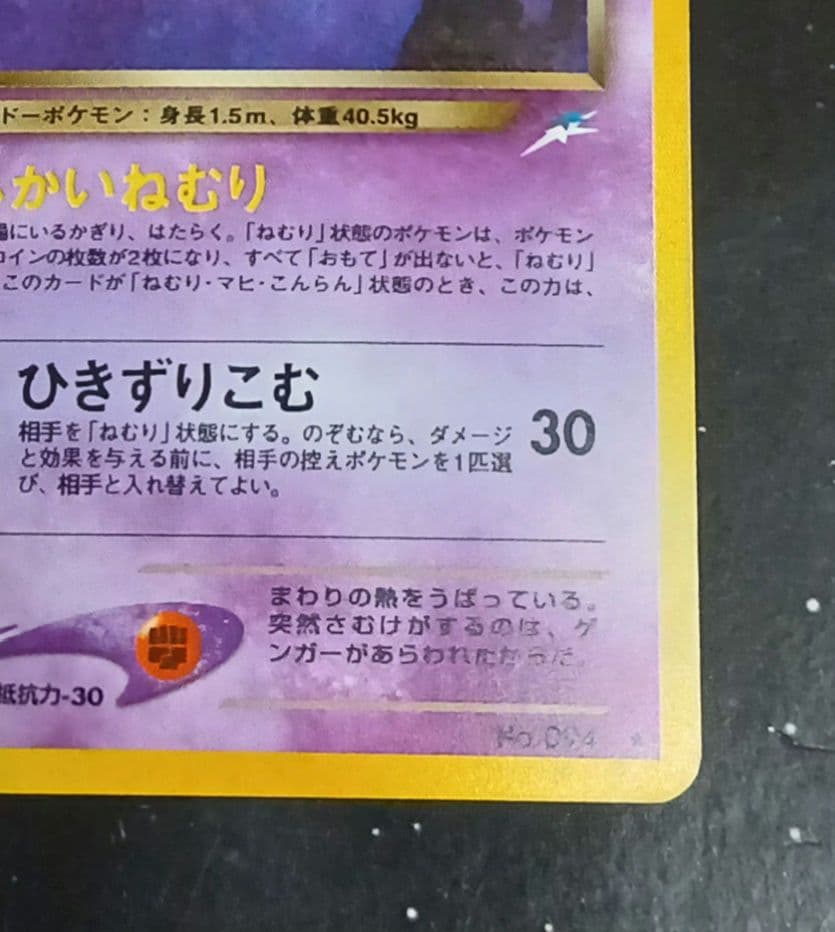 ドーポケモン：身長1.5m、体重40.5kg
かいねむり
場にいるかぎり、はたらく。「ねむり」状態のポケモンは、ポケモン
コインの枚数が2枚になり、すべて「おもて」が出ないと、「ねむり」
このカードが「ねむり・マヒ・こんらん」状態のとき、この力は、
ひきずりこむ
30
相手を「ねむり」状態にする。のぞむなら、ダメージ
と効果を与える前に、相手の控えポケモンを1匹選
び、相手と入れ替えてよい。
まわりの熱をうばっている。
突然さむけがするのは、ゲ
ンガーがあらわれたからだ。
抵抗力-30
No.094 ★